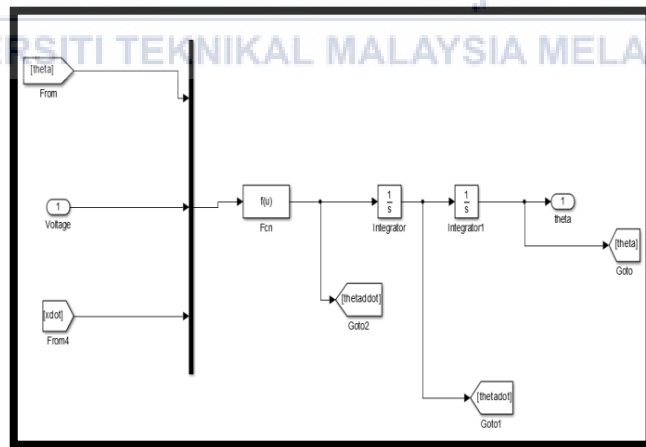 ERSITI TEKNIKAL MALAYSIA MELA
[theta]
From
1
Voltage
[xdot]
From4
f(u)
Fcn
1
s
Integrator
1
s
Integrator1
1
theta
[theta]
Goto
[thetaddot]
Goto2
[thetadot]
Goto1